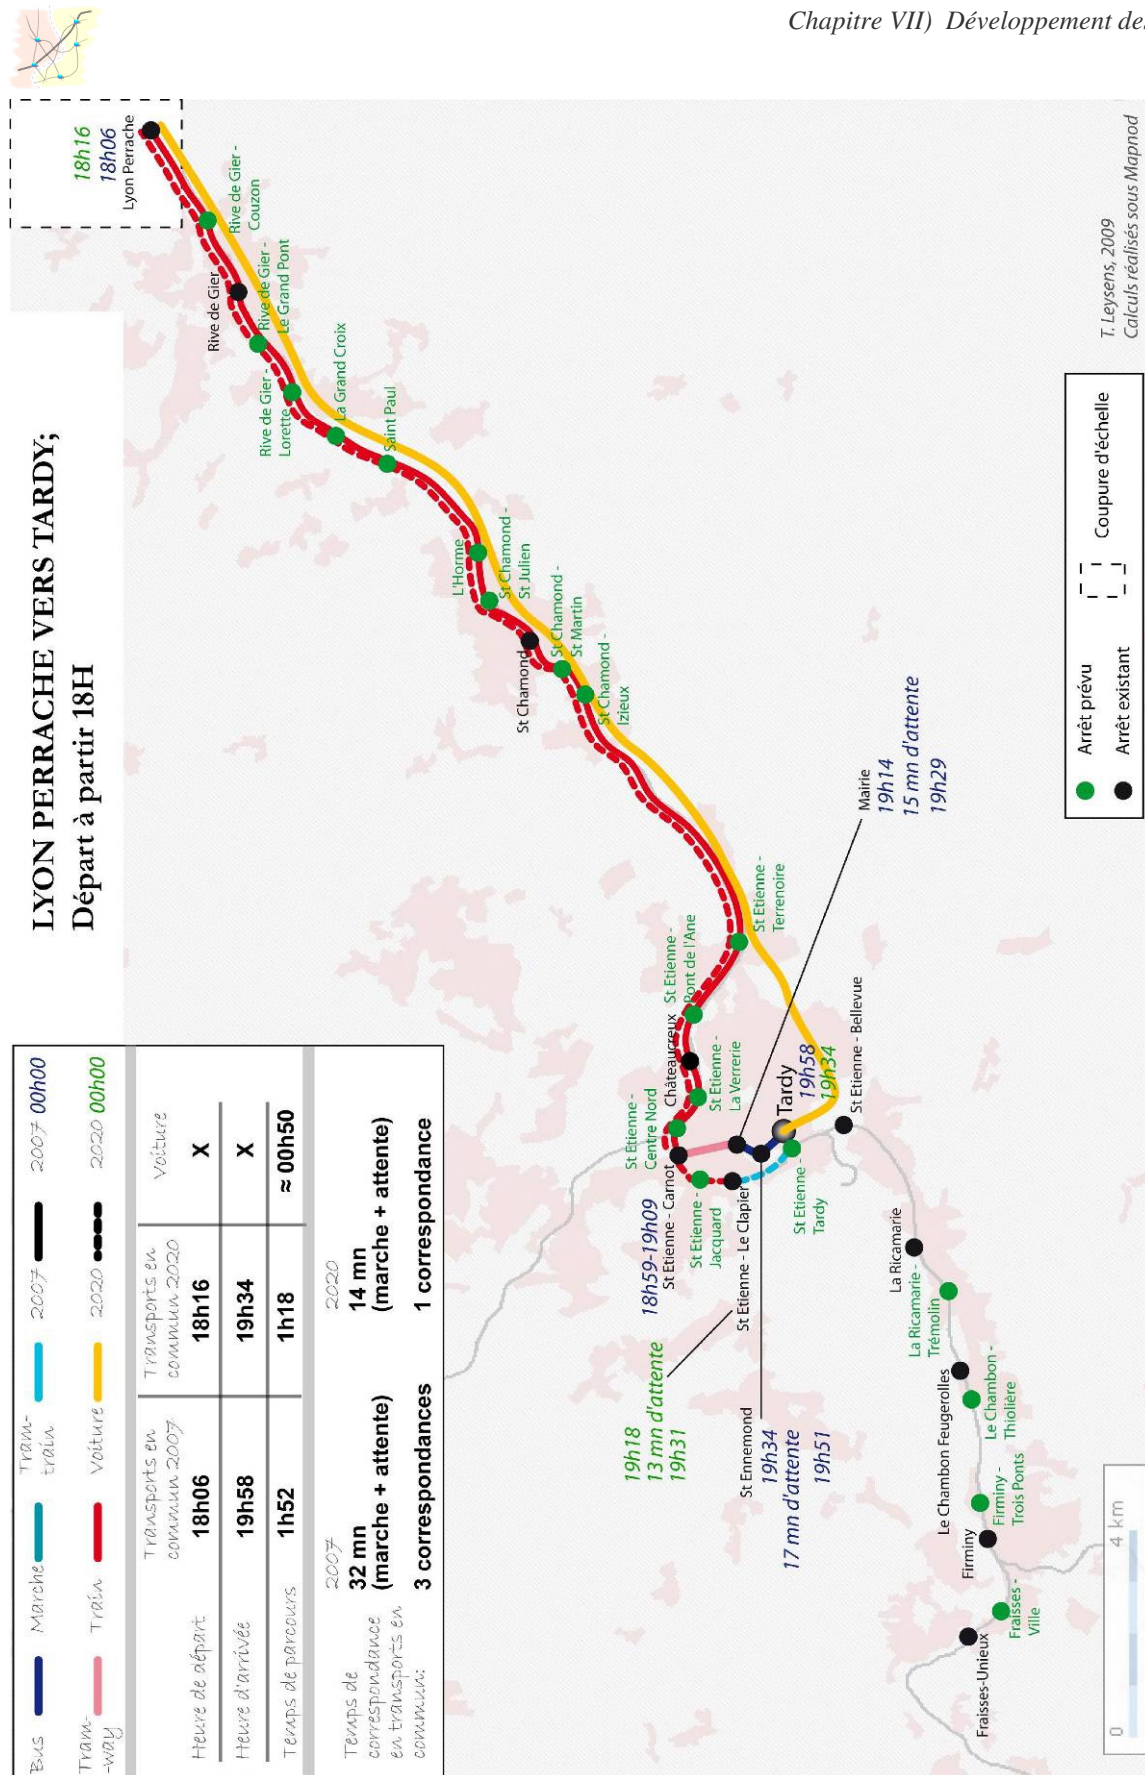 Chapitre VII) Développement de
LYON PERRACHE VERS TARDY;
Départ à partir 18H
Bus
Marche
Tram-
train
2007
2007 00h00
Tram-
-way
Train
Voiture
2020
2020 00h00
Transports en
commun 2007
Transports en
commun 2020
Voiture
Heure de départ
18h06
18h16
X
Heure d'arrivée
19h58
19h34
X
Temps de parcours
1h52
1h18
≈ 00h50
Temps de
correspondance
en transports en
commun:
2007
32 mn
(marche + attente)
3 correspondances
2020
14 mn
(marche + attente)
1 correspondance
18h16
18h06
Lyon Perrache
Rive de Gier -
Couzon
Rive de Gier
Rive de Gier -
Le Grand Pont
Rive de Gier -
Lorette
La Grand Croix
Saint Paul
L'Horme
St Chamond -
St Julien
St Chamond
St Chamond -
St Martin
St Chamond -
Izieux
St Etienne -
Terrenoire
St Etienne -
Pont de l'Ane
Châteaucreux
St Etienne -
La Verrerie
St Etienne -
Centre Nord
18h59-19h09
St Etienne - Carnot
St Etienne -
Jacquard
St Etienne - Le Clapier
19h18
13 mn d'attente
19h31
Mairie
19h14
15 mn d'attente
19h29
St Ennemond
19h34
17 mn d'attente
19h51
Tardy
19h58
19h34
St Etienne -
Tardy
St Etienne - Bellevue
La Ricamarie
La Ricamarie -
Trémolin
Le Chambon Feugerolles
Le Chambon -
Thiolière
Firminy -
Trois Ponts
Firminy
Fraisses -
Ville
Fraisses-Unieux
0
4 km
Arrêt prévu
Arrêt existant
Coupure d'échelle
T. Leysens, 2009
Calculs réalisés sous Mapnod